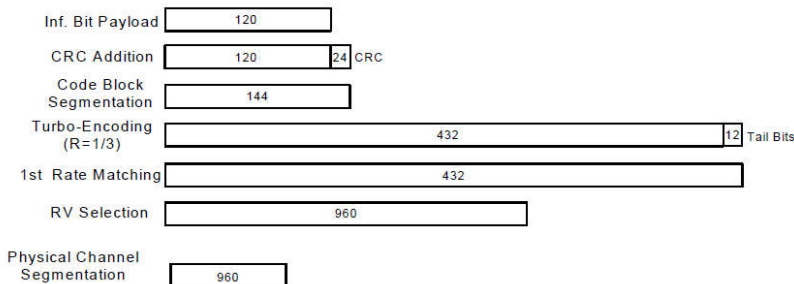 Inf. Bit Payload 120
CRC Addition 120 24 CRC
Code Block
Segmentation 144
Turbo-Encoding
(R=1/3) 432 12 Tail Bits
1st Rate Matching 432
RV Selection 960
Physical Channel
Segmentation 960